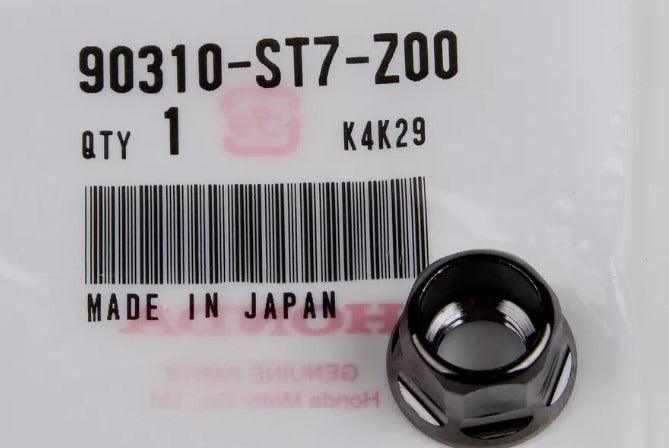 90310-ST7-Z00
QTY 1 K4K29
MADE IN JAPAN
HONDA
GENUINE PARTS
Honda Motor Co., Ltd